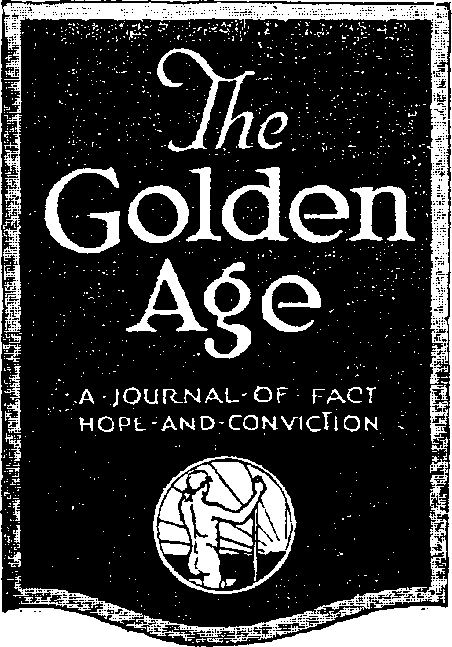 The
Golden
Age
A·JOURNAL·OF·FACT
HOPE·AND·CONVICTION